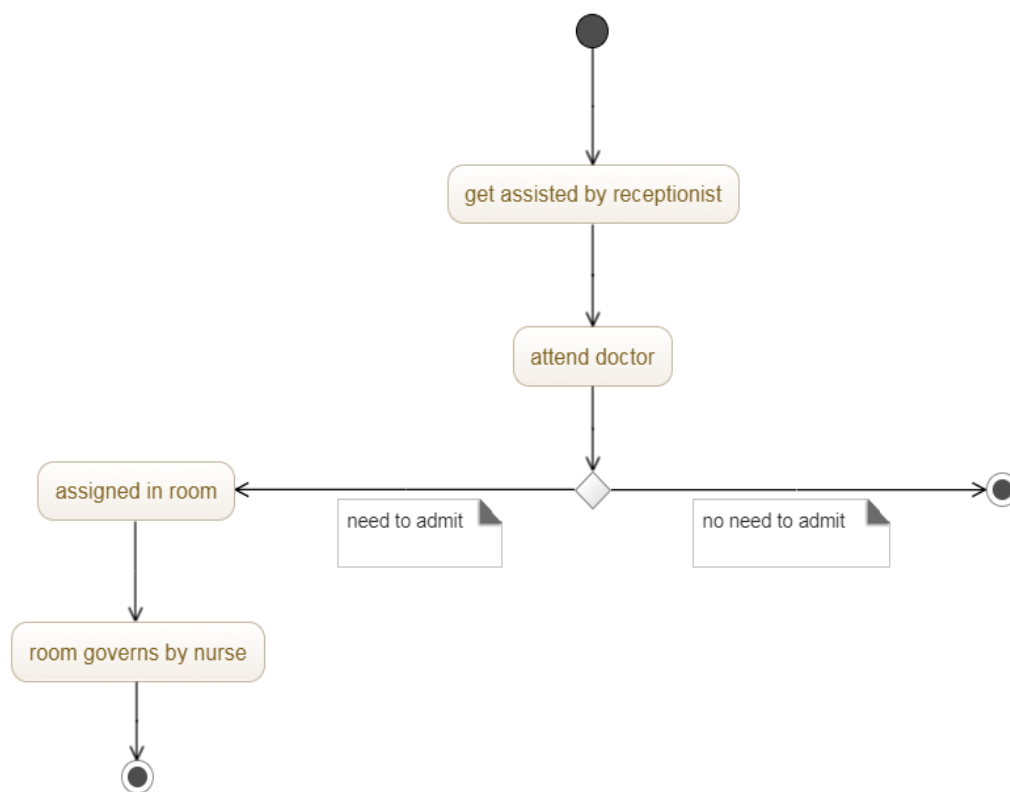 get assisted by receptionist
attend doctor
assigned in room
need to admit
no need to admit
room governs by nurse